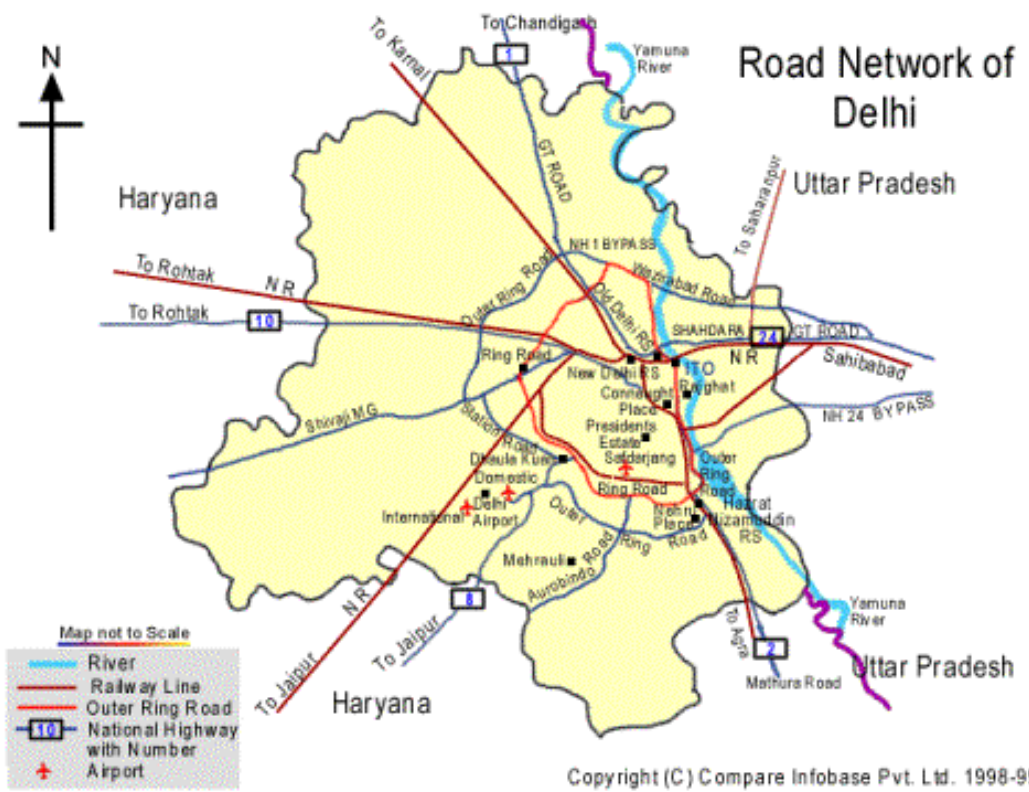 To Chandigarh
1
Yamuna
River
Road Network of
Delhi
N
To Karnal
GT ROAD
Haryana
Uttar Pradesh
To Saharanpur
NH 1 BYPASS
Wazirabad Road
To Rohtak
N R
To Rohtak
10
Outer Ring Road
Old Delhi RS
SHAHDARA
24
GT ROAD
N R
Sahibabad
Ring Road
New Delhi RS
ITO
Rajghat
Connaught
Place
NH 24 BYPASS
Shivaji MG
Station Road
Presidents
Estate
Safdarjang
Dhaula Kuan
Domestic
Ring Road
Outer
Ring
Road
International
Delhi
Airport
Outer Ring Road
Nehru
Place
Hazrat
Nizamuddin
RS
Mehrauli
Aurobindo Road
N R
8
To Jaipur
To Jaipur
To Agra
2
Mathura Road
Yamuna
River
Uttar Pradesh
Haryana
Map not to Scale
River
Railway Line
Outer Ring Road
10
National Highway
with Number
Airport
Copyright (C) Compare Infobase Pvt. Ltd. 1998-9